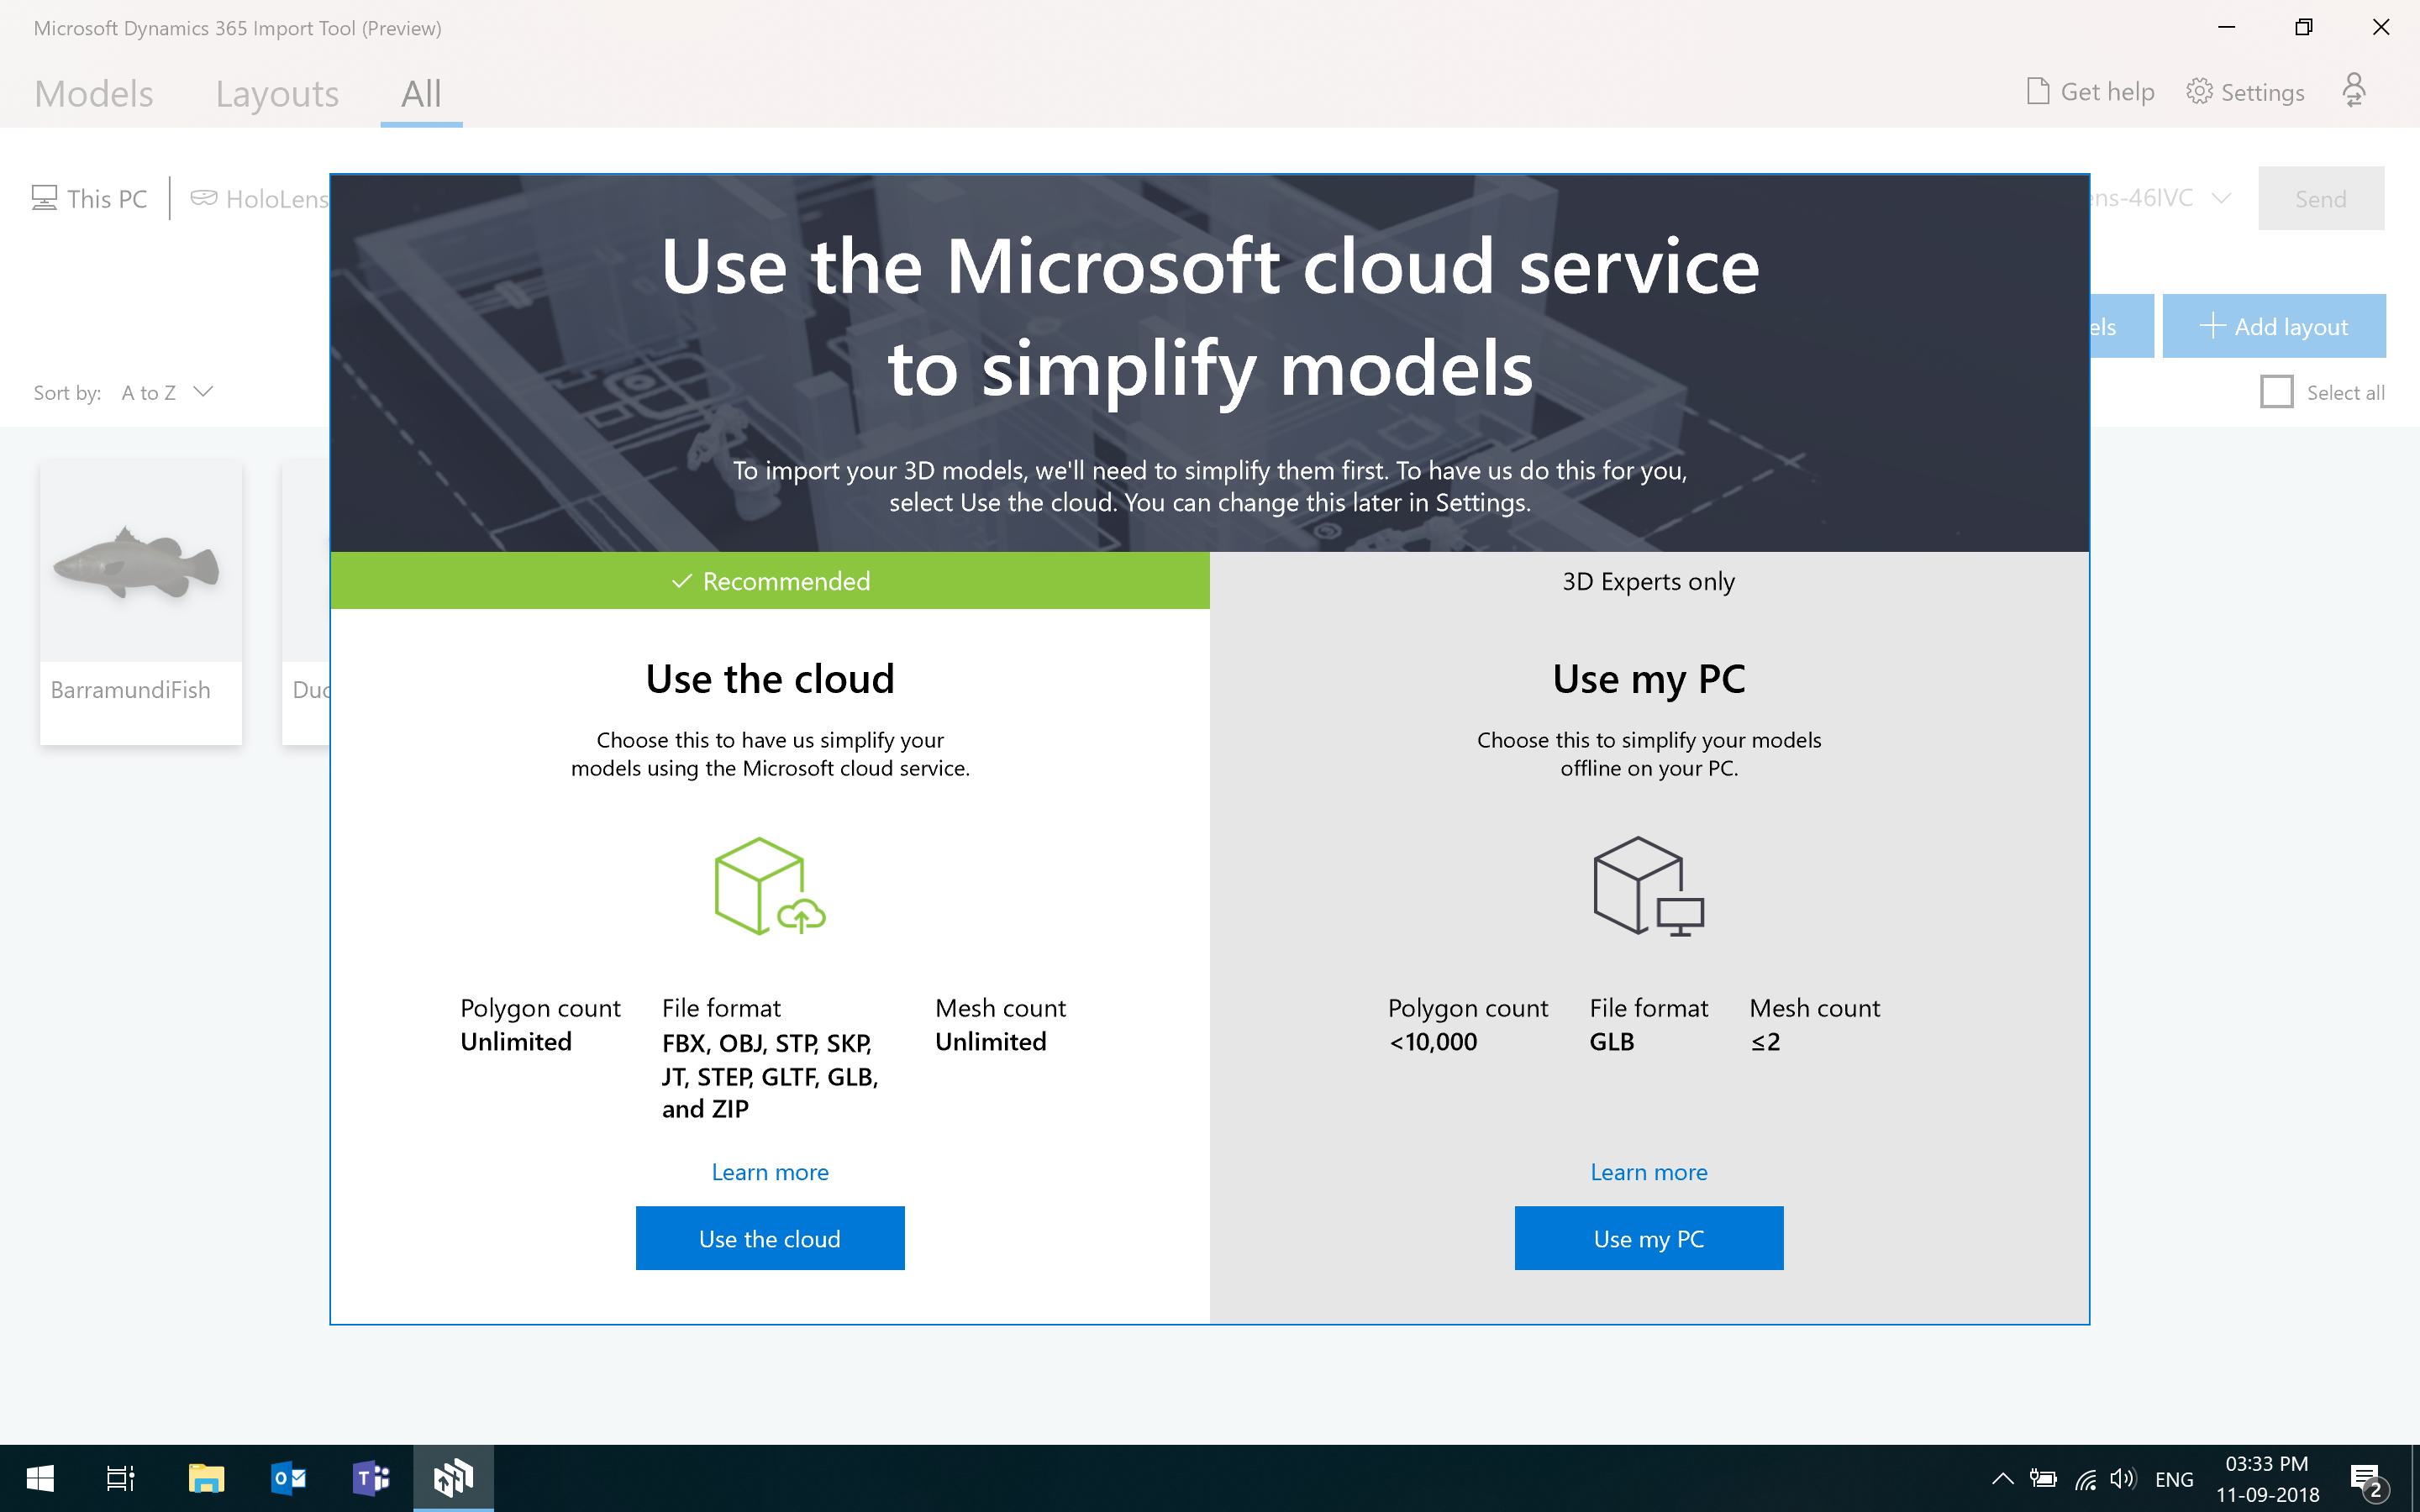 Microsoft Dynamics 365 Import Tool (Preview)
Models Layouts All
Get help Settings
This PC HoloLens
ens-46IVC Send
els Add layout
Sort by: A to Z
Select all
Use the Microsoft cloud service
to simplify models
To import your 3D models, we'll need to simplify them first. To have us do this for you,
select Use the cloud. You can change this later in Settings.
BarramundiFish
Duc
Recommended
Use the cloud
Choose this to have us simplify your
models using the Microsoft cloud service.
Polygon count
Unlimited
File format
FBX, OBJ, STP, SKP,
JT, STEP, GLTF, GLB,
and ZIP
Mesh count
Unlimited
Learn more
Use the cloud
3D Experts only
Use my PC
Choose this to simplify your models
offline on your PC.
Polygon count
<10,000
File format
GLB
Mesh count
≤2
Learn more
Use my PC
ENG
03:33 PM
11-09-2018
2